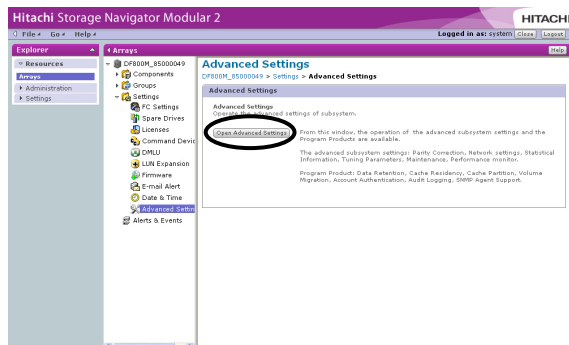 Hitachi Storage Navigator Modular 2
HITACHI
File Go Help
Logged in as: system Close Logout
Explorer
Arrays
Help
Resources
Arrays
Administration
Settings
DF800M_85000049
Components
Groups
Settings
FC Settings
Spare Drives
Licenses
Command Devic
DMLU
LUN Expansion
Firmware
E-mail Alert
Date & Time
Advanced Settin
Alerts & Events
Advanced Settings
DF800M_85000049 > Settings > Advanced Settings
Advanced Settings
Advanced Settings
Operate the advanced settings of subsystem.
Open Advanced Settings
From this window, the operation of the advanced subsystem settings and the
Program Products are available.
The advanced subsystem settings: Parity Correction, Network settings, Statistical
Information, Tuning Parameters, Maintenance, Performance monitor.
Program Product: Data Retention, Cache Residency, Cache Partition, Volume
Migration, Account Authentication, Audit Logging, SNMP Agent Support.